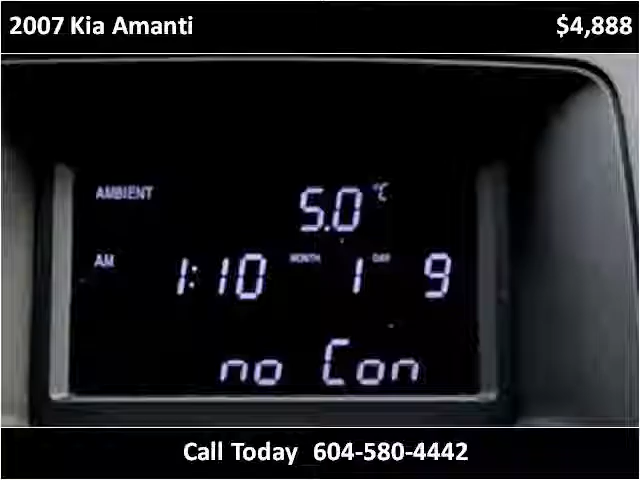 2007 Kia Amanti $4,888
AMBIENT 5.0 °C
AM 1:10 MONTH 1 DAY 9
no Con
Call Today 604-580-4442